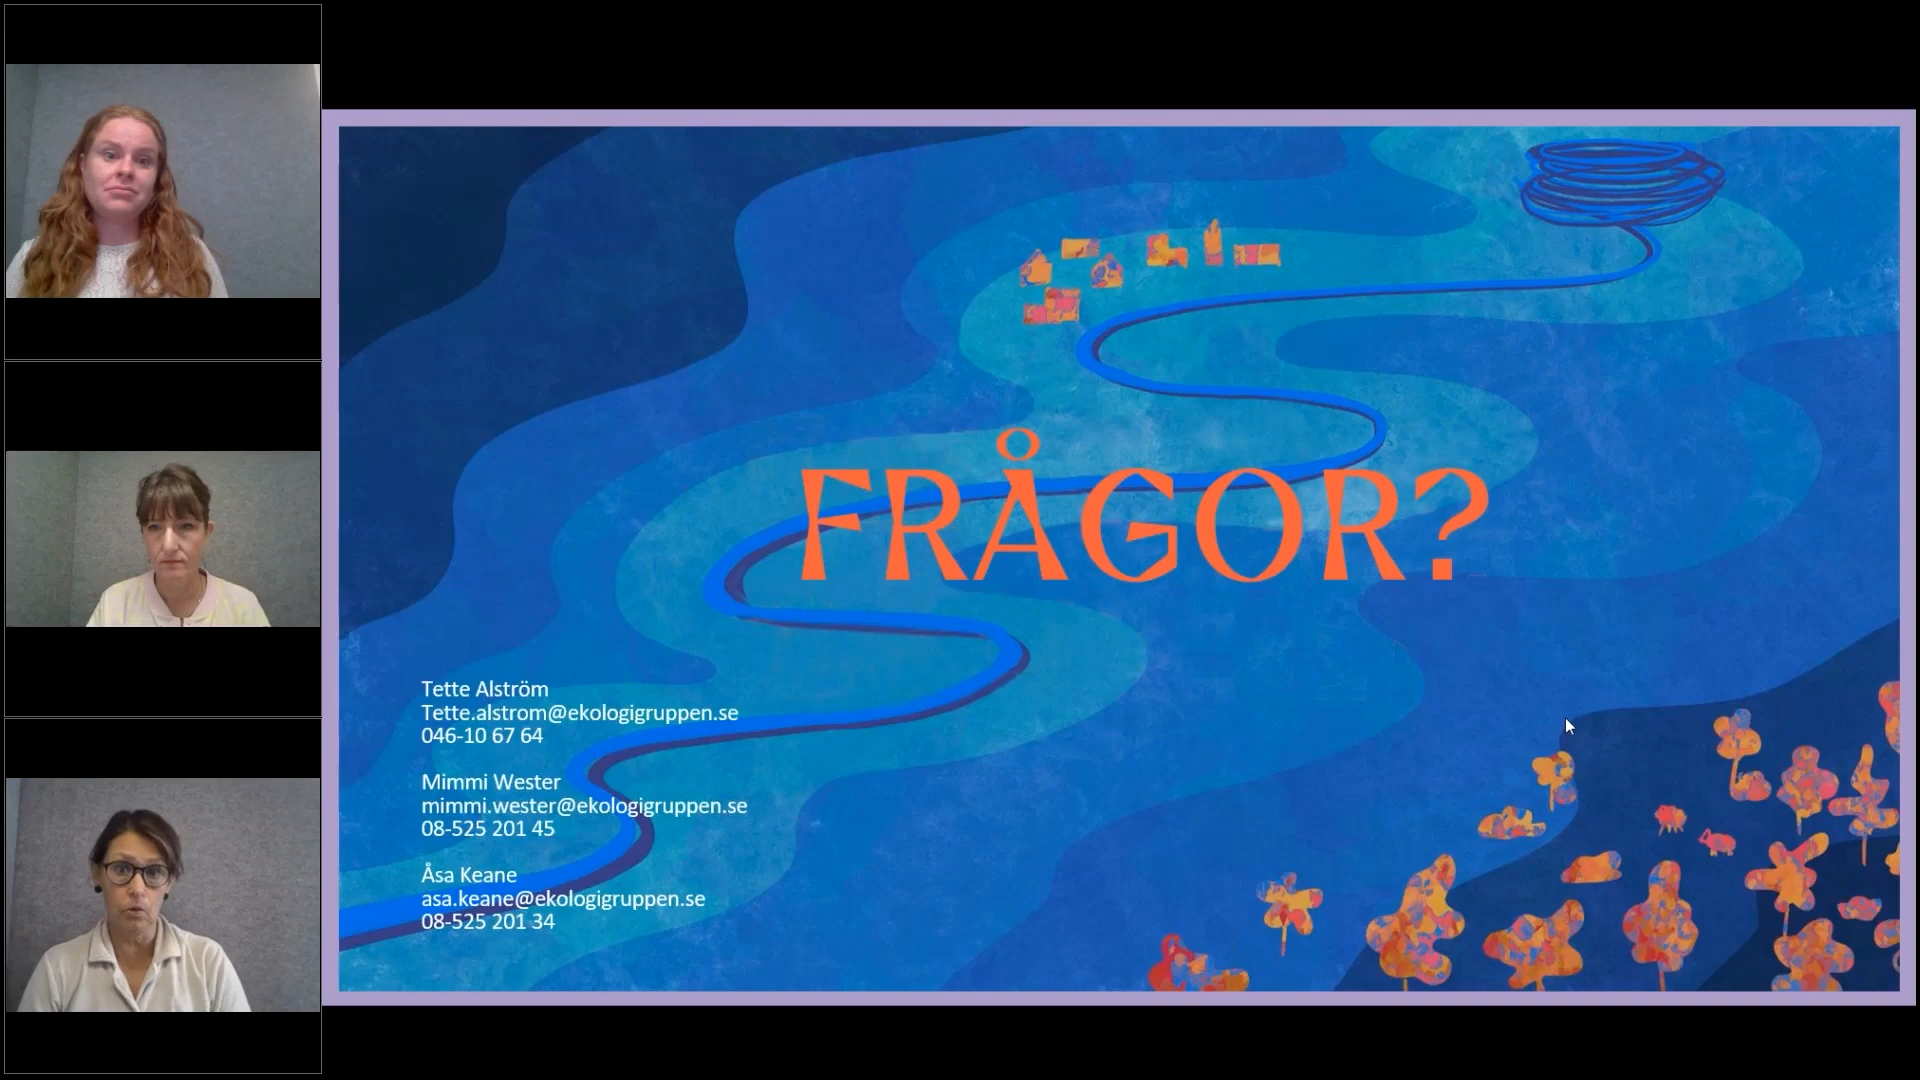 FRÅGOR?
Tette Alström
Tette.alstrom@ekologigruppen.se
046-10 67 64
Mimmi Wester
mimmi.wester@ekologigruppen.se
08-525 201 45
Åsa Keane
asa.keane@ekologigruppen.se
08-525 201 34